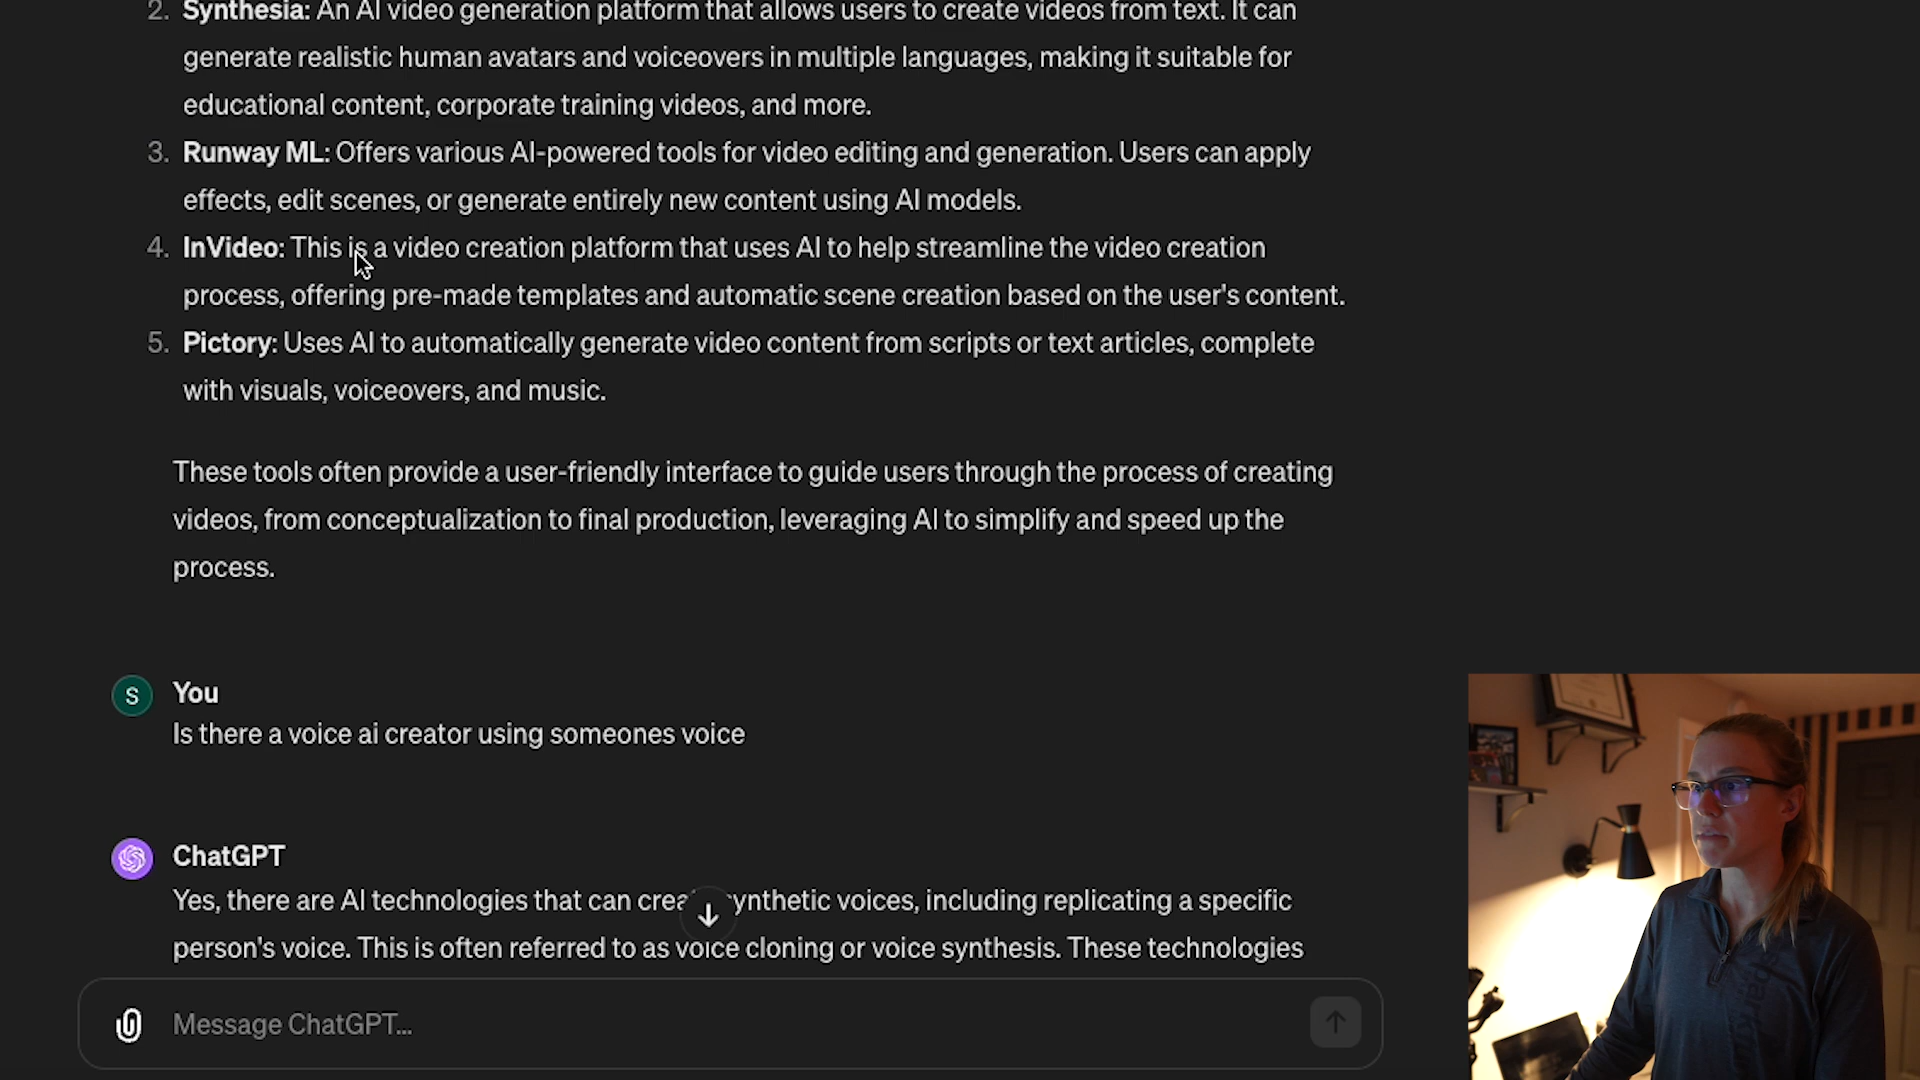 2. Synthesia: An AI video generation platform that allows users to create videos from text. It can
generate realistic human avatars and voiceovers in multiple languages, making it suitable for
educational content, corporate training videos, and more.
3. Runway ML: Offers various AI-powered tools for video editing and generation. Users can apply
effects, edit scenes, or generate entirely new content using AI models.
4. InVideo: This is a video creation platform that uses AI to help streamline the video creation
process, offering pre-made templates and automatic scene creation based on the user's content.
5. Pictory: Uses AI to automatically generate video content from scripts or text articles, complete
with visuals, voiceovers, and music.
These tools often provide a user-friendly interface to guide users through the process of creating
videos, from conceptualization to final production, leveraging AI to simplify and speed up the
process.
S You
Is there a voice ai creator using someones voice
ChatGPT
Yes, there are AI technologies that can create synthetic voices, including replicating a specific
person's voice. This is often referred to as voice cloning or voice synthesis. These technologies
Message ChatGPT...